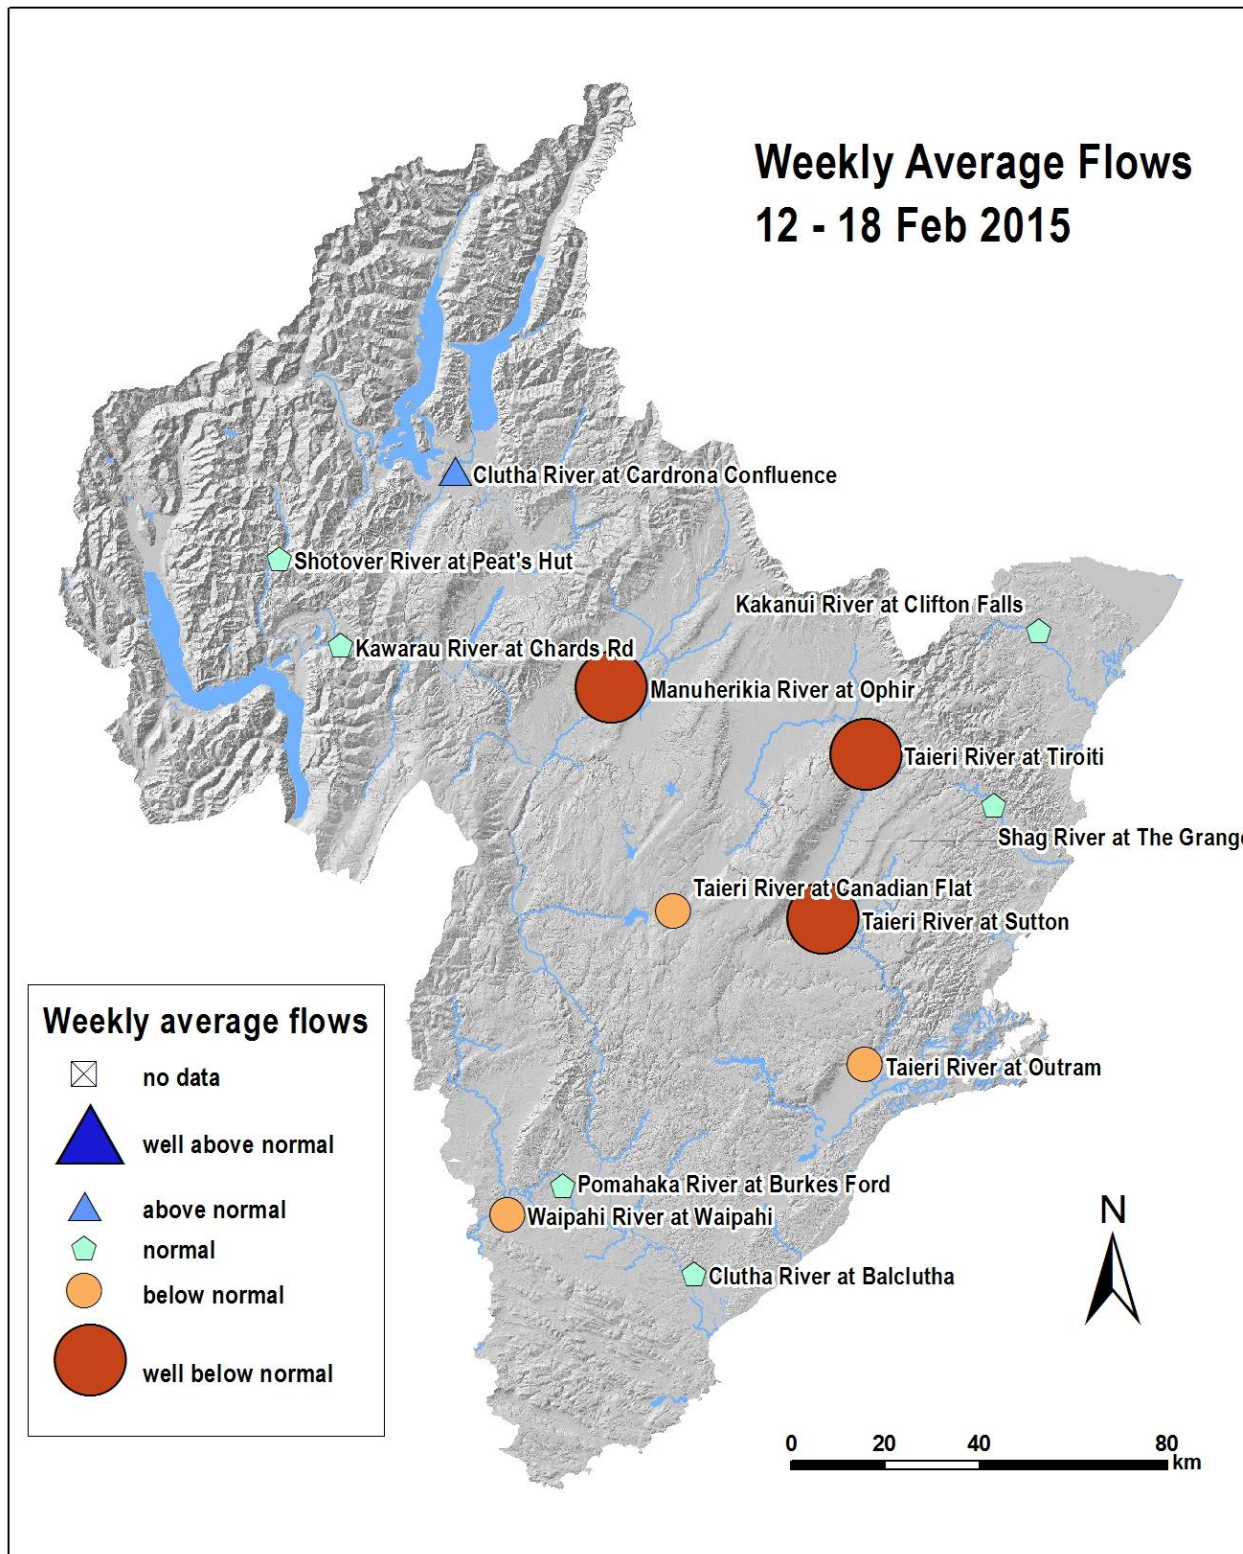 Weekly Average Flows
12 - 18 Feb 2015
Clutha River at Cardrona Confluence
Shotover River at Peat's Hut
Kakanui River at Clifton Falls
Kawarau River at Chards Rd
Manuherikia River at Ophir
Taieri River at Tiroiti
Shag River at The Grange
Taieri River at Canadian Flat
Taieri River at Sutton
Taieri River at Outram
Pomahaka River at Burkes Ford
Waipahi River at Waipahi
Clutha River at Balclutha
Weekly average flows
no data
well above normal
above normal
normal
below normal
well below normal
N
0 20 40 80
km